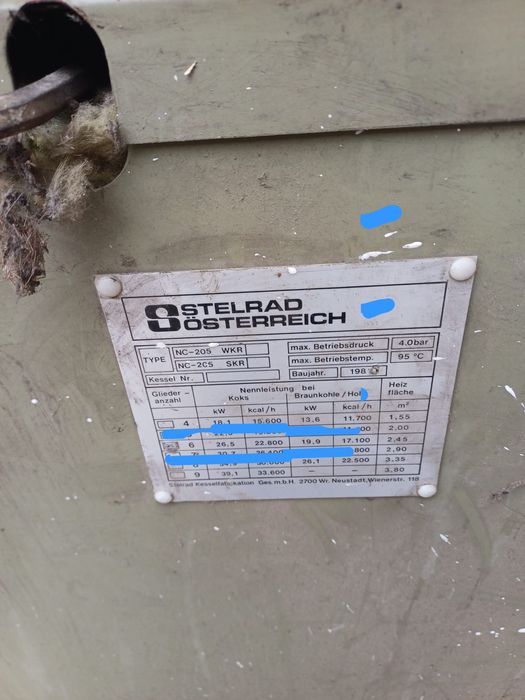 STELRAD
ÖSTERREICH
TYPE NC-205 WKR
NC-2C5 SKR
Kessel Nr.
max. Betriebsdruck 4.0bar
max. Betriebstemp. 95 °C
Baujahr. 198
Glieder- anzahl Nennleistung bei Heiz fläche
Koks Braunkohle / Hol
kW kcal/h kW kcal/h m²
4 18,1 15.600 13,6 11.700 1,55
2,00
6 26,5 22.800 19,9 17.100 2,45
800 2,90
26,1 22.500 3,35
9 39,1 33.600 – – 3,80
Stelrad Kesselfabrikation Ges.m.b.H. 2700 Wr. Neustadt, Wienerstr. 118